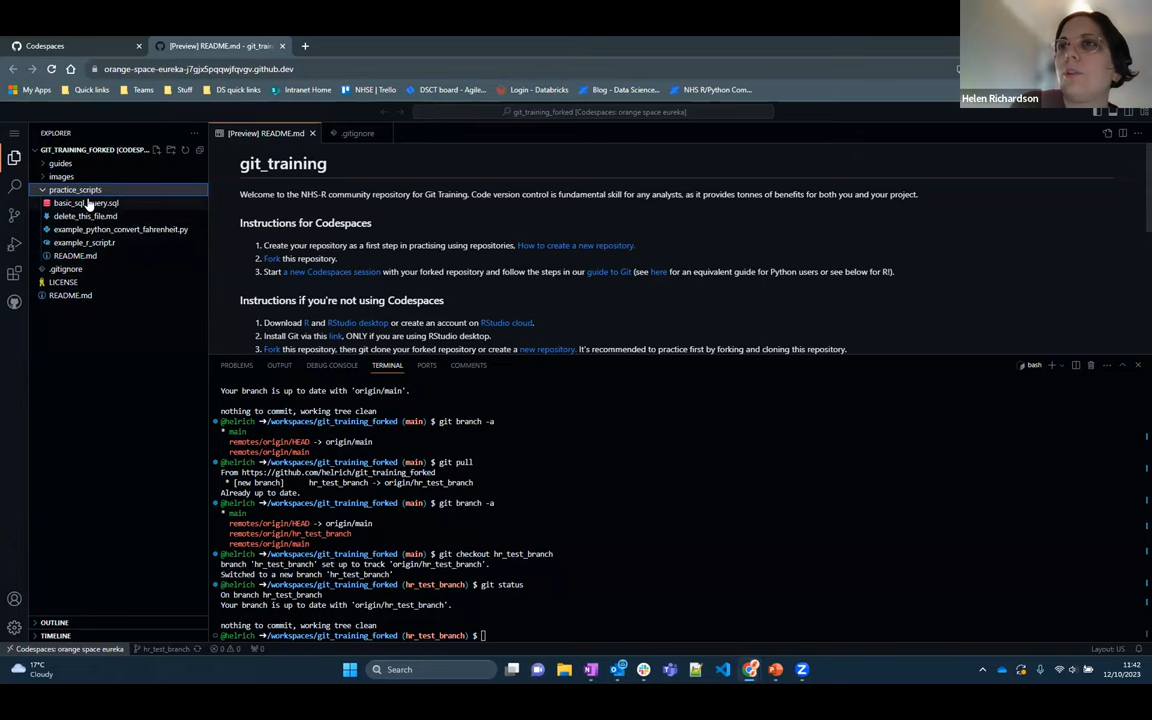 Codespaces
[Preview] README.md - git_train
orange-space-eureka-j7gjx5pqqwjfqvgv.github.dev
My Apps
Quick links
Teams
Stuff
DS quick links
Intranet Home
NHSE | Trello
DSCT board - Agile...
Login - Databricks
Blog - Data Science...
NHS R/Python Com...
Helen Richardson
git_training_forked [Codespaces: orange space eureka]
EXPLORER
[Preview] README.md
.gitignore
GIT_TRAINING_FORKED [CODESP...
guides
images
practice_scripts
basic_sql_query.sql
delete_this_file.md
example_python_convert_fahrenheit.py
example_r_script.r
README.md
.gitignore
LICENSE
README.md
git_training
Welcome to the NHS-R community repository for Git Training. Code version control is fundamental skill for any analysts, as it provides tonnes of benefits for both you and your project.
Instructions for Codespaces
1. Create your repository as a first step in practising using repositories, How to create a new repository.
2. Fork this repository.
3. Start a new Codespaces session with your forked repository and follow the steps in our guide to Git (see here for an equivalent guide for Python users or see below for R!).
Instructions if you're not using Codespaces
1. Download R and RStudio desktop or create an account on RStudio cloud.
2. Install Git via this link, ONLY if you are using RStudio desktop.
3. Fork this repository, then git clone your forked repository or create a new repository. It's recommended to practice first by forking and cloning this repository.
PROBLEMS
OUTPUT
DEBUG CONSOLE
TERMINAL
PORTS
COMMENTS
bash
Your branch is up to date with 'origin/main'.
nothing to commit, working tree clean
@helrich ➜/workspaces/git_training_forked (main) $ git branch -a
* main
remotes/origin/HEAD -> origin/main
remotes/origin/main
@helrich ➜/workspaces/git_training_forked (main) $ git pull
From https://github.com/helrich/git_training_forked
* [new branch] hr_test_branch -> origin/hr_test_branch
Already up to date.
@helrich ➜/workspaces/git_training_forked (main) $ git branch -a
* main
remotes/origin/HEAD -> origin/main
remotes/origin/hr_test_branch
remotes/origin/main
@helrich ➜/workspaces/git_training_forked (main) $ git checkout hr_test_branch
branch 'hr_test_branch' set up to track 'origin/hr_test_branch'.
Switched to a new branch 'hr_test_branch'
@helrich ➜/workspaces/git_training_forked (hr_test_branch) $ git status
On branch hr_test_branch
Your branch is up to date with 'origin/hr_test_branch'.
nothing to commit, working tree clean
@helrich ➜/workspaces/git_training_forked (hr_test_branch) $
OUTLINE
TIMELINE
Codespaces: orange space eureka
hr_test_branch
0
0
0
Layout: US
17°C
Cloudy
Search
11:42
12/10/2023